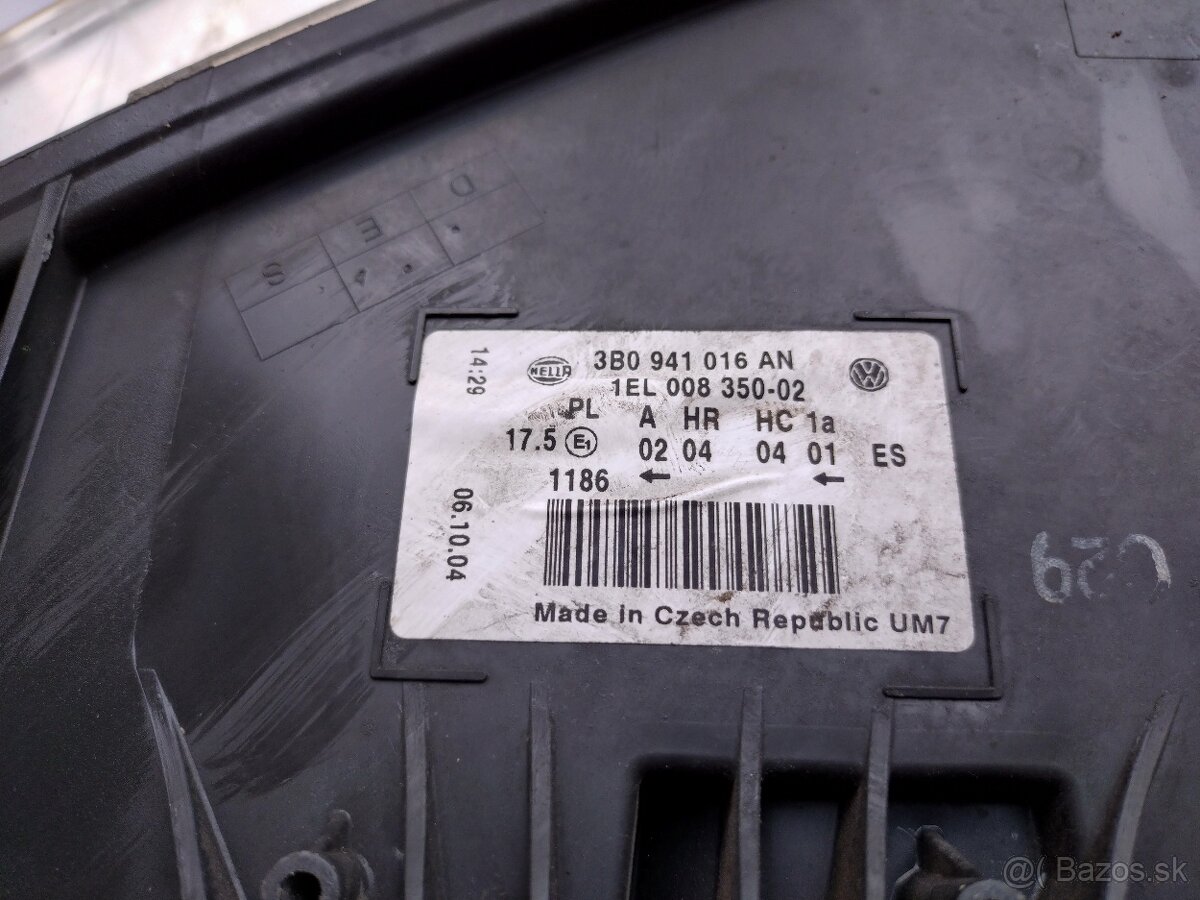 D
E
S
14:29
HELLA 3B0 941 016 AN
1EL 008 350-02
PL A HR HC 1a
17.5 E1 02 04 04 01 ES
1186 ← ←
06.10.04
Made in Czech Republic UM7
029
Bazos.sk